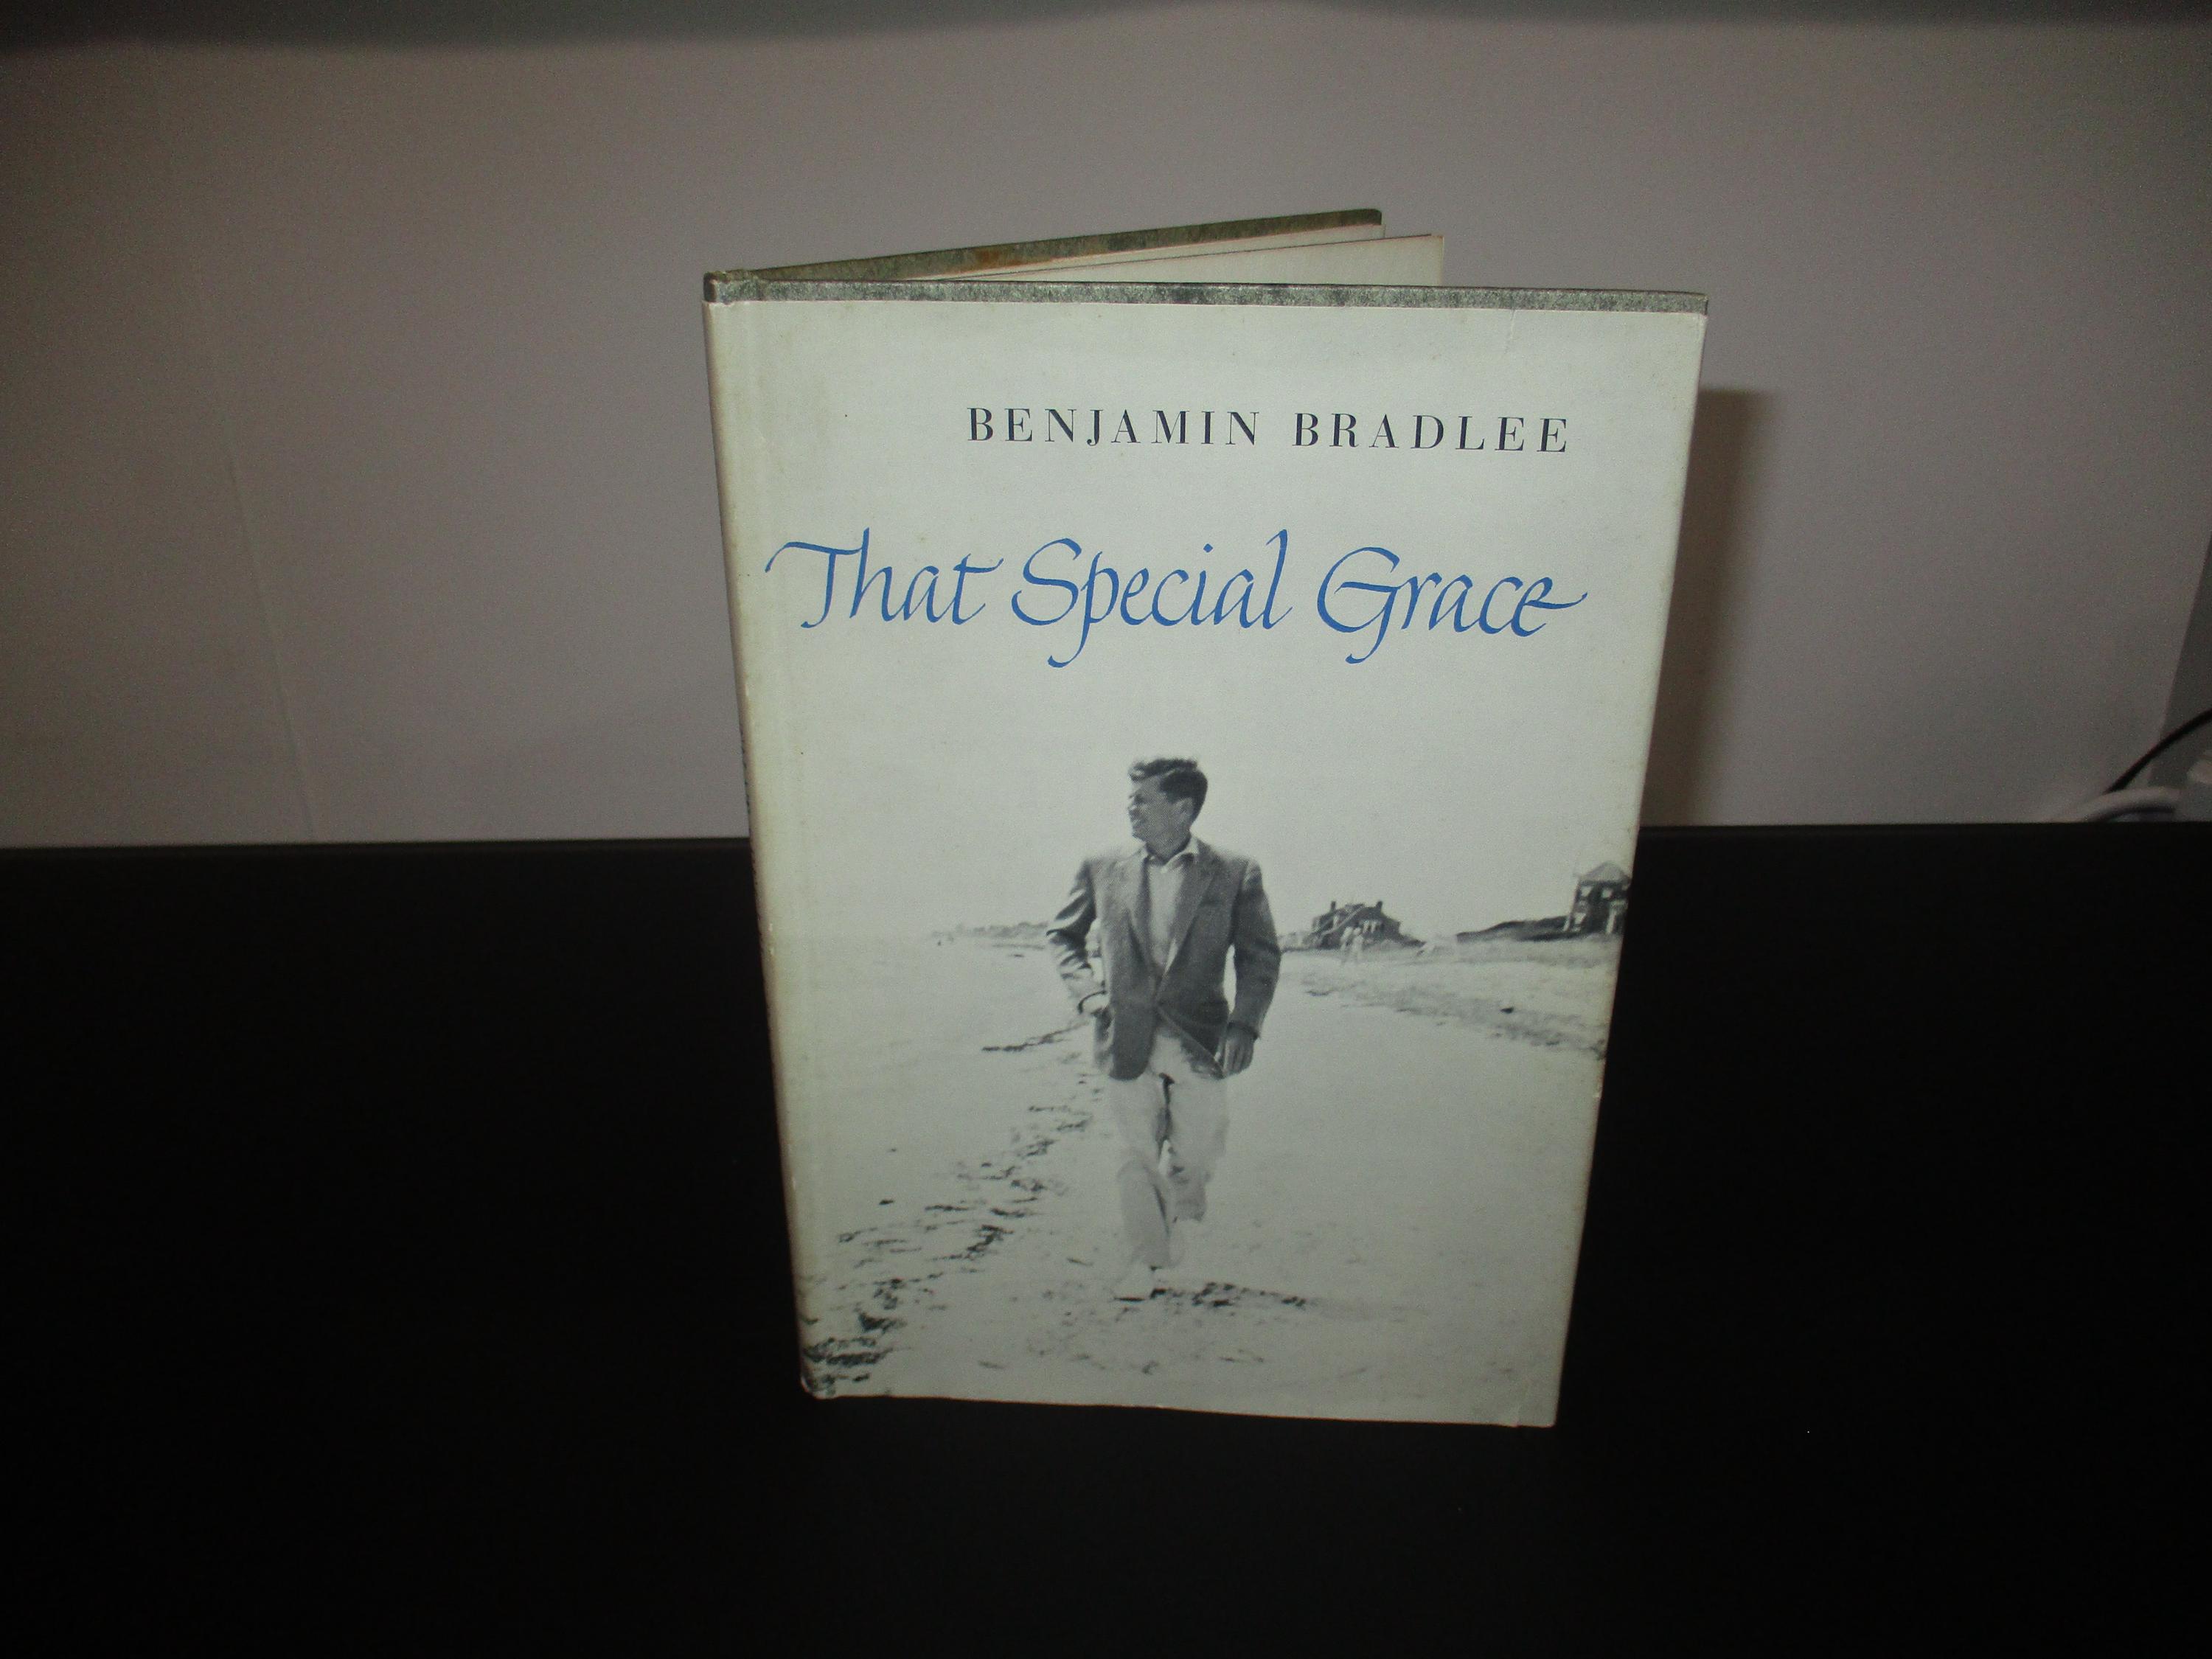 BENJAMIN BRADLEE
That Special Grace